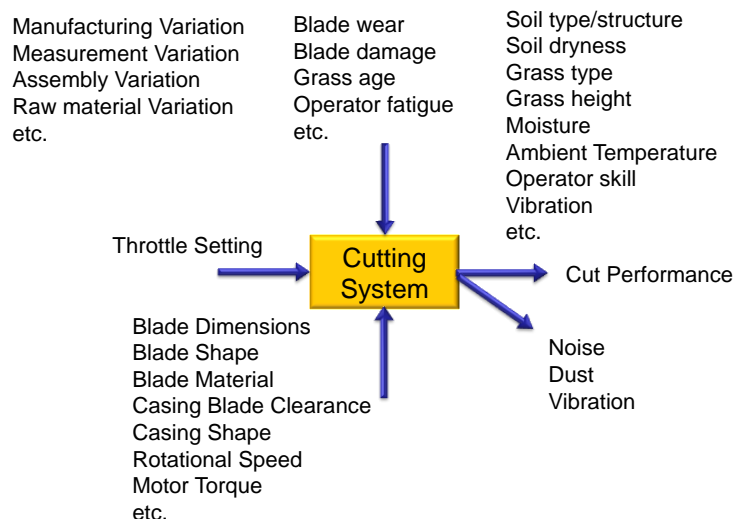 Manufacturing Variation
Measurement Variation
Assembly Variation
Raw material Variation
etc.
Blade wear
Blade damage
Grass age
Operator fatigue
etc.
Soil type/structure
Soil dryness
Grass type
Grass height
Moisture
Ambient Temperature
Operator skill
Vibration
etc.
Throttle Setting
Cutting
System
Cut Performance
Blade Dimensions
Blade Shape
Blade Material
Casing Blade Clearance
Casing Shape
Rotational Speed
Motor Torque
etc.
Noise
Dust
Vibration